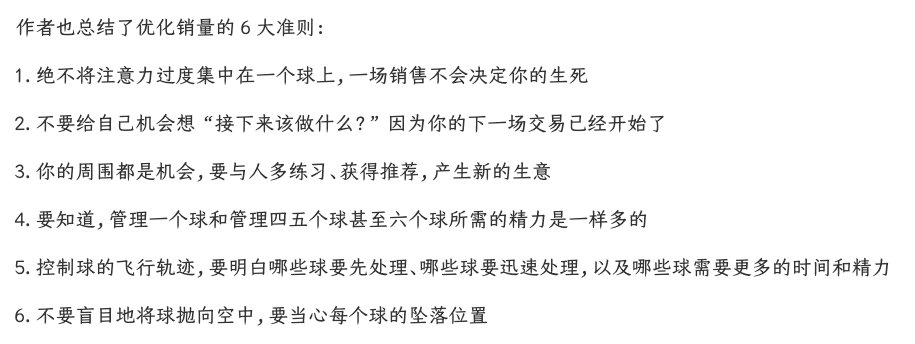 作者也总结了优化销量的 6 大准则:
1. 绝不将注意力过度集中在一个球上,一场销售不会决定你的生死
2. 不要给自己机会想“接下来该做什么?”因为你的下一场交易已经开始了
3. 你的周围都是机会,要与人多练习、获得推荐,产生新的生意
4. 要知道,管理一个球和管理四五个球甚至六个球所需的精力是一样多的
5. 控制球的飞行轨迹,要明白哪些球要先处理、哪些球要迅速处理,以及哪些球需要更多的时间和精力
6. 不要盲目地将球抛向空中,要当心每个球的坠落位置